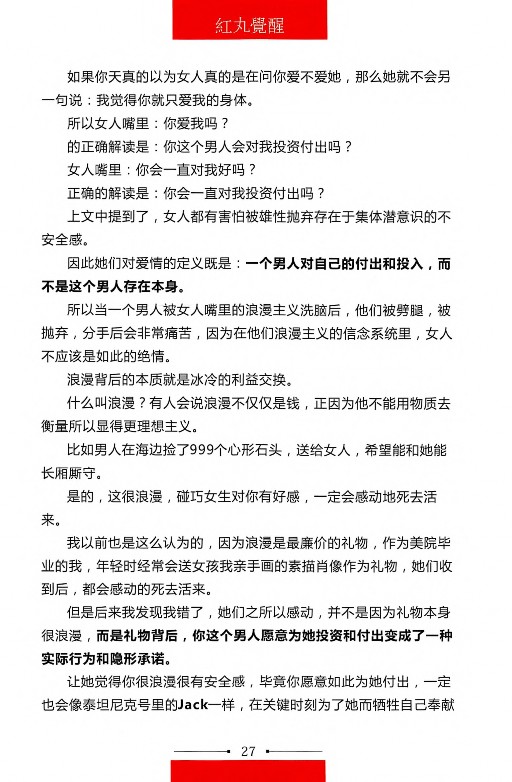 紅丸覺醒
如果你天真的以为女人真的是在问你爱不爱她，那么她就不会另
一句说：我觉得你就只爱我的身体。
所以女人嘴里：你爱我吗？
的正确解读是：你这个男人会对我投资付出吗？
女人嘴里：你会一直对我好吗？
正确的解读是：你会一直对我投资付出吗？
上文中提到了，女人都有害怕被雄性抛弃存在于集体潜意识的不
安全感。
因此她们对爱情的定义既是：一个男人对自己的付出和投入，而
不是这个男人存在本身。
所以当一个男人被女人嘴里的浪漫主义洗脑后，他们被劈腿，被
抛弃，分手后会非常痛苦，因为在他们浪漫主义的信念系统里，女人
不应该是如此的绝情。
浪漫背后的本质就是冰冷的利益交换。
什么叫浪漫？有人会说浪漫不仅仅是钱，正因为他不能用物质去
衡量所以显得更理想主义。
比如男人在海边捡了999个心形石头，送给女人，希望能和她能
长厢厮守。
是的，这很浪漫，碰巧女生对你有好感，一定会感动地死去活
来。
我以前也是这么认为的，因为浪漫是最廉价的礼物，作为美院毕
业的我，年轻时经常会送女孩我亲手画的素描肖像作为礼物，她们收
到后，都会感动的死去活来。
但是后来我发现我错了，她们之所以感动，并不是因为礼物本身
很浪漫，而是礼物背后，你这个男人愿意为她投资和付出变成了一种
实际行为和隐形承诺。
让她觉得你很浪漫很有安全感，毕竟你愿意如此为她付出，一定
也会像泰坦尼克号里的Jack一样，在关键时刻为了她而牺牲自己奉献
27